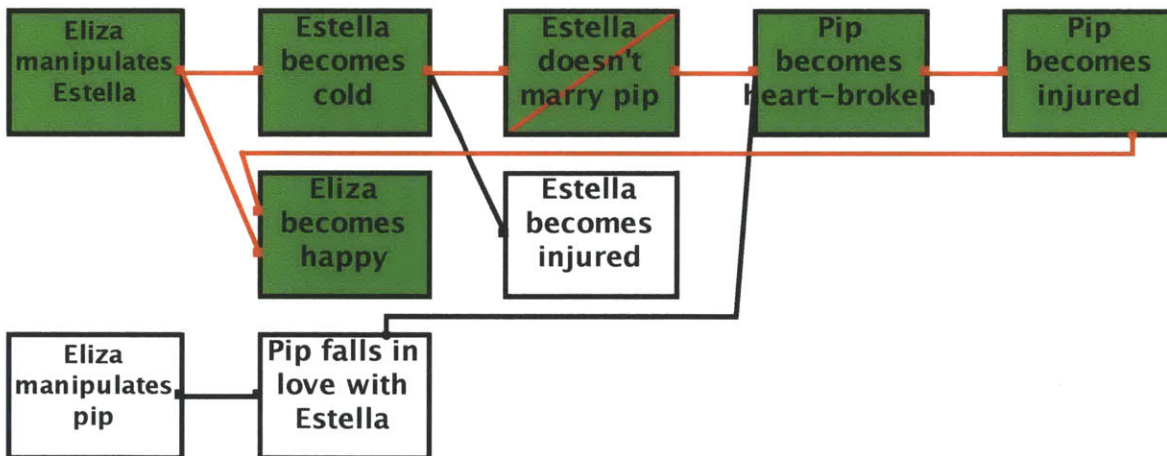 Eliza
manipulates
Estella
Estella
becomes
cold
Estella
doesn't
marry pip
Pip
becomes
heart-broken
Pip
becomes
injured
Eliza
becomes
happy
Estella
becomes
injured
Eliza
manipulates
pip
Pip falls in
love with
Estella